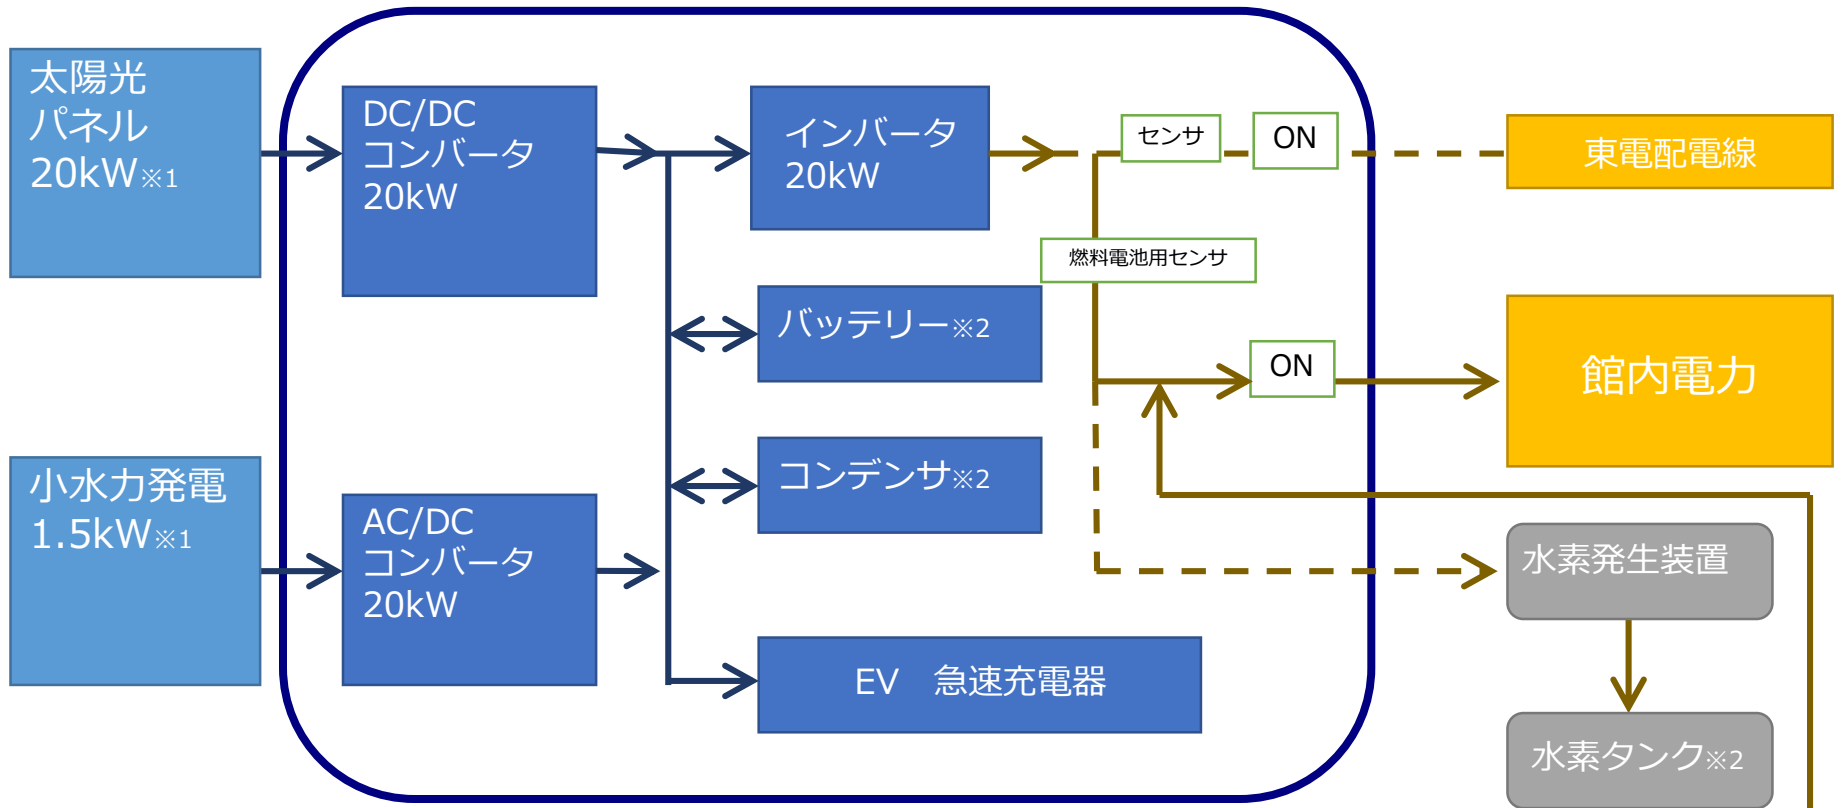 太陽光
パネル
20kW※1
DC/DC
コンバータ
20kW
インバータ
20kW
センサ
ON
東電配電線
燃料電池用センサ
バッテリー※2
ON
館内電力
小水力発電
1.5kW※1
AC/DC
コンバータ
20kW
コンデンサ※2
水素発生装置
EV　急速充電器
水素タンク※2